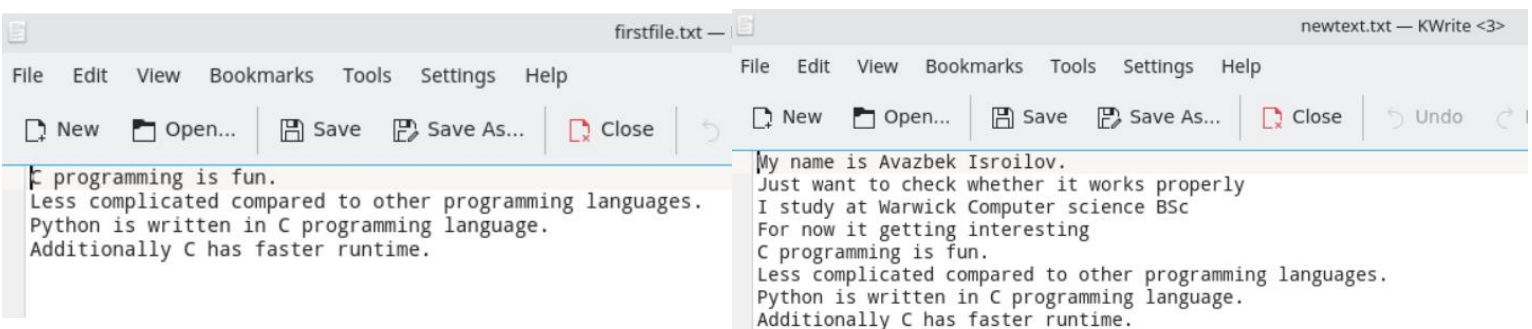 firstfile.txt —
File Edit View Bookmarks Tools Settings Help
New Open... Save Save As... Close
C programming is fun.
Less complicated compared to other programming languages.
Python is written in C programming language.
Additionally C has faster runtime.
newtext.txt — KWrite <3>
File Edit View Bookmarks Tools Settings Help
New Open... Save Save As... Close Undo
My name is Avazbek Isroilov.
Just want to check whether it works properly
I study at Warwick Computer science BSc
For now it getting interesting
C programming is fun.
Less complicated compared to other programming languages.
Python is written in C programming language.
Additionally C has faster runtime.